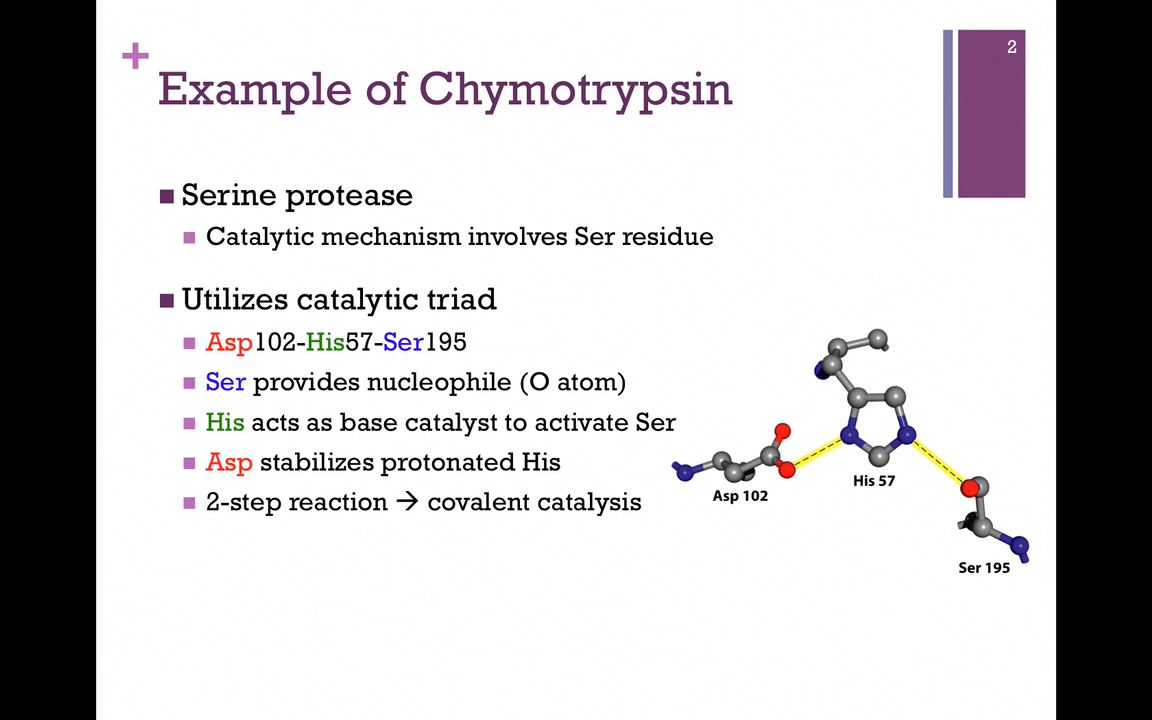 2
+
Example of Chymotrypsin
Serine protease
Catalytic mechanism involves Ser residue
Utilizes catalytic triad
Asp102-His57-Ser195
Ser provides nucleophile (O atom)
His acts as base catalyst to activate Ser
Asp stabilizes protonated His
2-step reaction → covalent catalysis
Asp 102
His 57
Ser 195